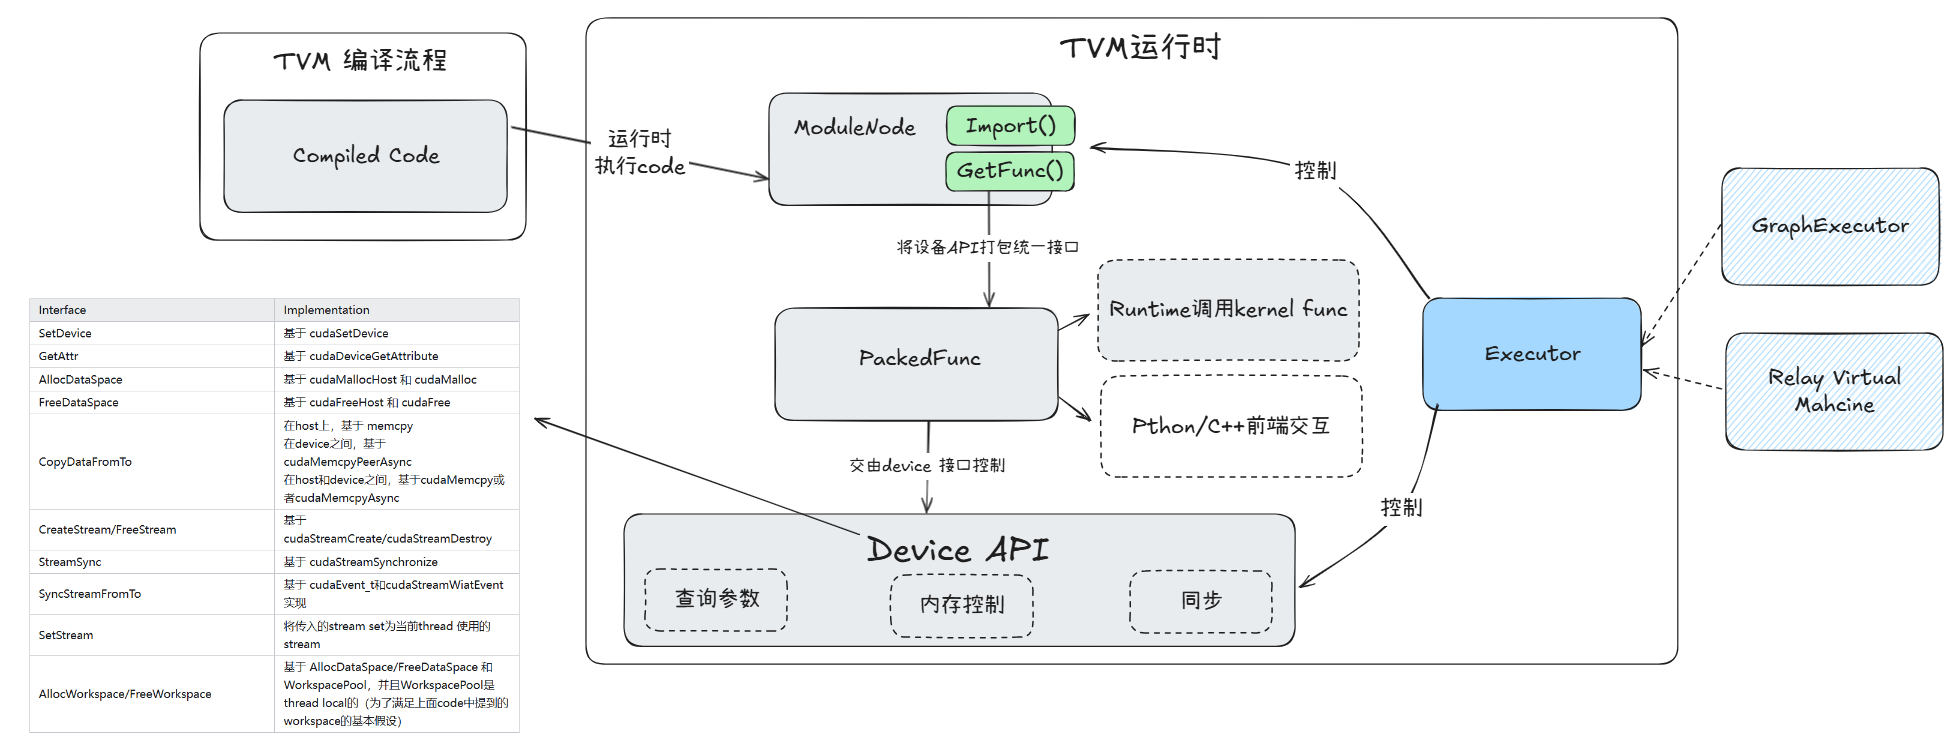 TVM 编译流程
Compiled Code
运行时
执行code
TVM运行时
ModuleNode
Import()
GetFunc()
将设备API打包统一接口
PackedFunc
Runtime调用kernel func
Pthon/C++前端交互
交由device 接口控制
Device API
查询参数
内存控制
同步
控制
控制
Executor
GraphExecutor
Relay Virtual
Mahcine
Interface Implementation
SetDevice 基于 cudaSetDevice
GetAttr 基于 cudaDeviceGetAttribute
AllocDataSpace 基于 cudaMallocHost 和 cudaMalloc
FreeDataSpace 基于 cudaFreeHost 和 cudaFree
CopyDataFromTo
在host上，基于 memcpy
在device之间，基于
cudaMemcpyPeerAsync
在host和device之间，基于cudaMemcpy或
者cudaMemcpyAsync
CreateStream/FreeStream
基于
cudaStreamCreate/cudaStreamDestroy
StreamSync 基于 cudaStreamSynchronize
SyncStreamFromTo
基于 cudaEvent_t和cudaStreamWiatEvent
实现
SetStream
将传入的stream set为当前thread 使用的
stream
AllocWorkspace/FreeWorkspace
基于 AllocDataSpace/FreeDataSpace 和
WorkspacePool，并且WorkspacePool是
thread local的（为了满足上面code中提到的
workspace的基本假设）